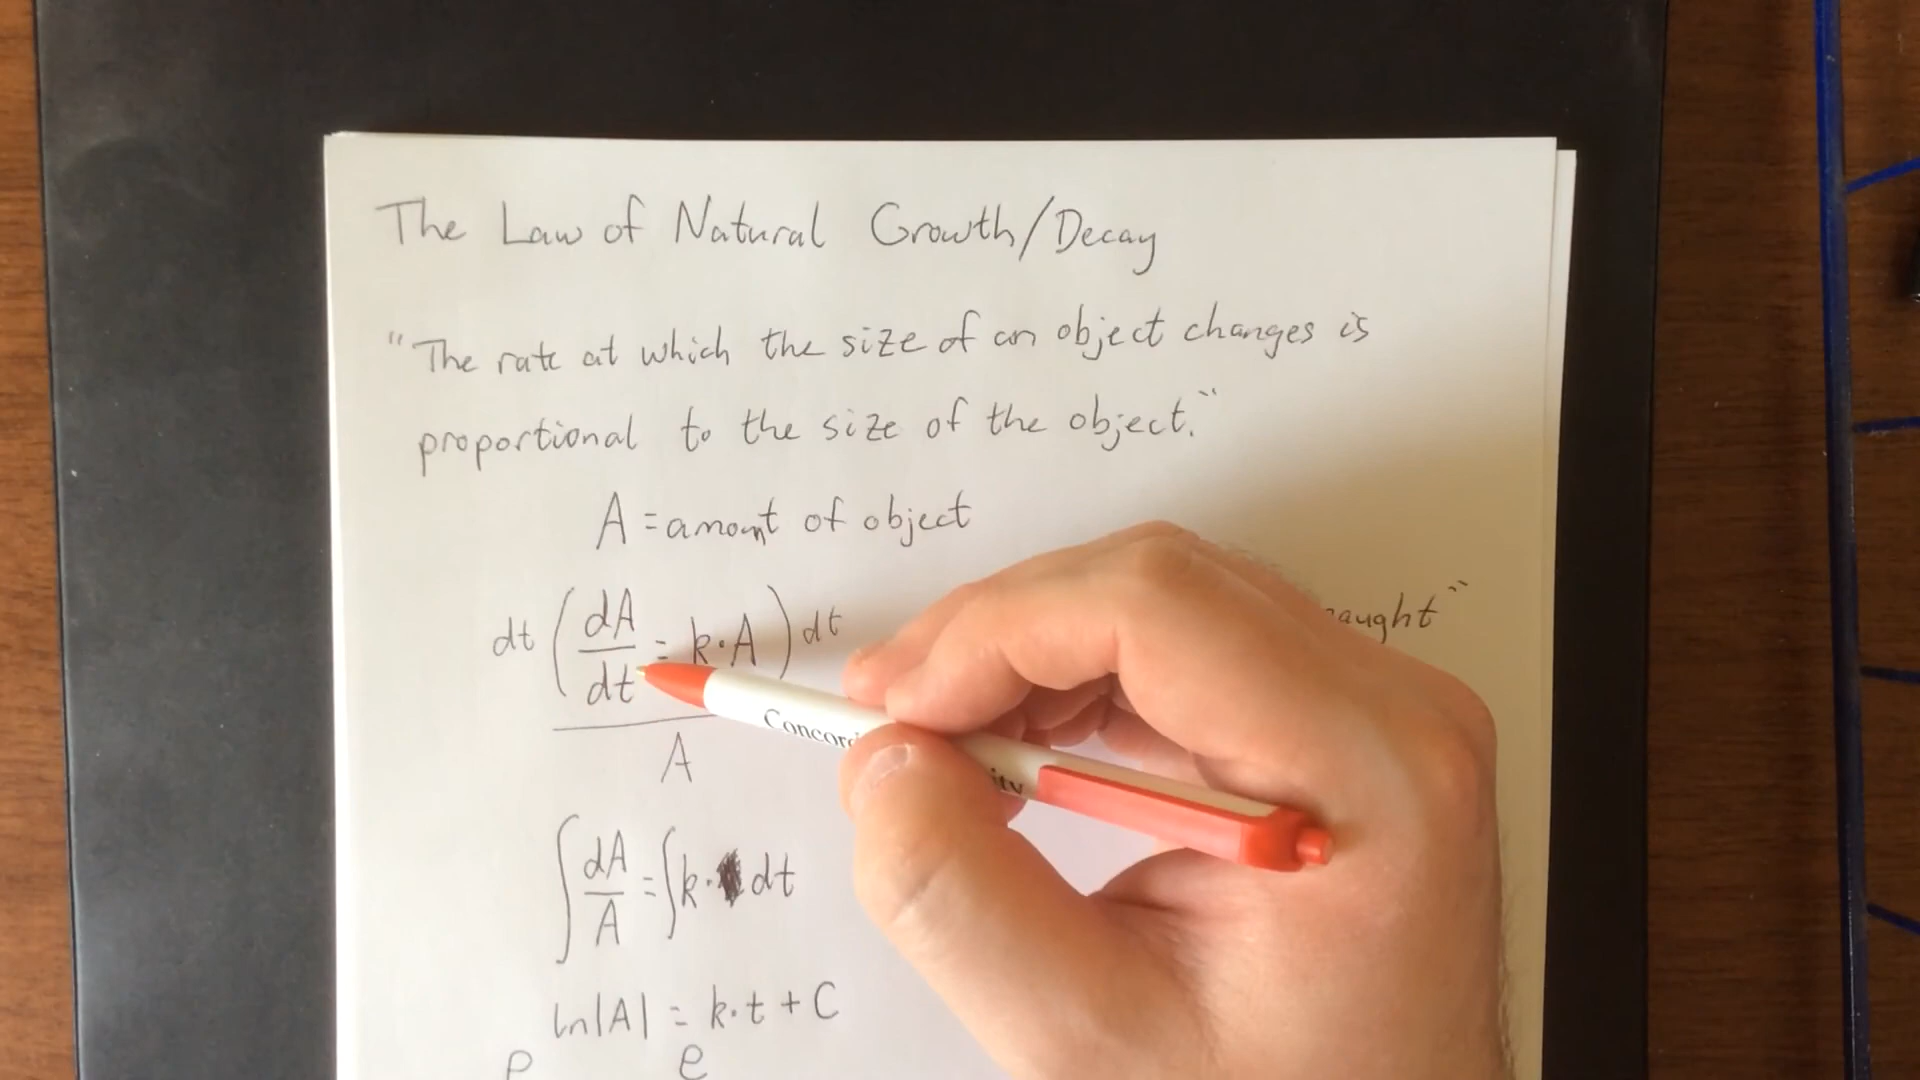 The Law of Natural Growth/Decay
"The rate at which the size of an object changes is
proportional to the size of the object."
A = amount of object
dt ( dA/dt = k·A ) dt
A
∫ dA/A = ∫ k· dt
ln|A| = k·t + C
e e